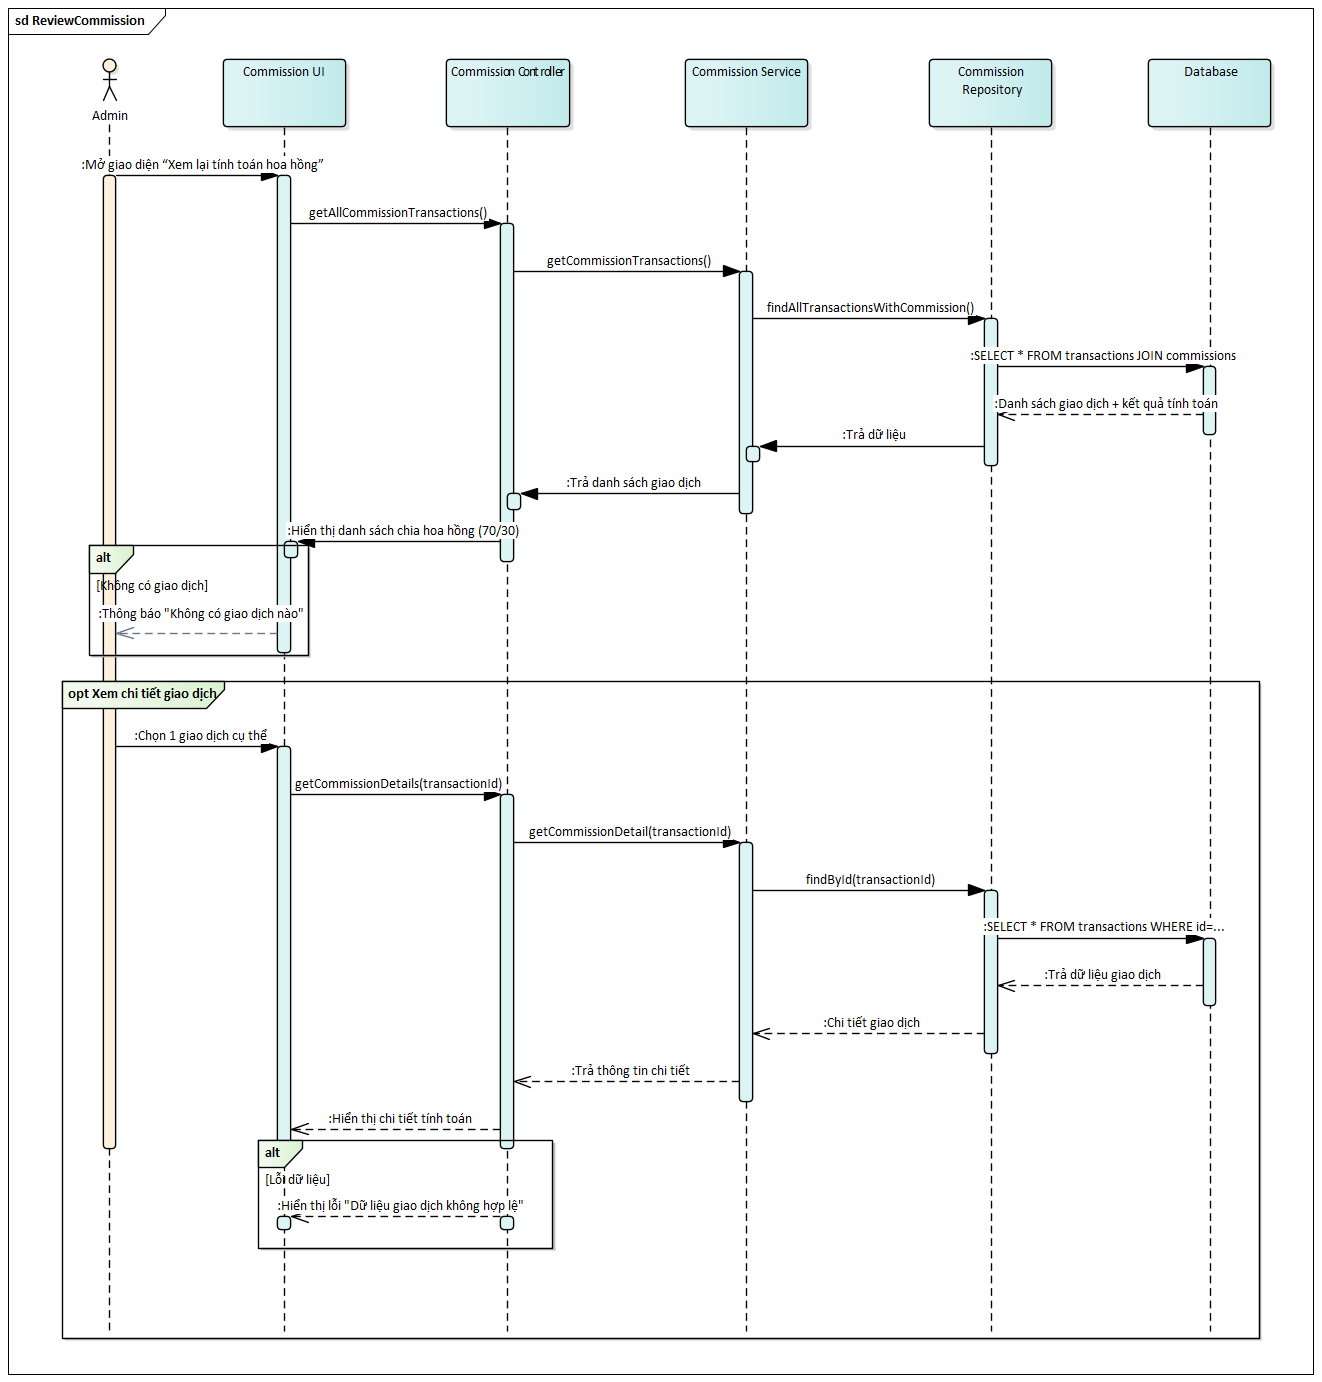 sd ReviewCommission
Admin
Commission UI
Commission Controller
Commission Service
Commission
Repository
Database
:Mở giao diện “Xem lại tính toán hoa hồng”
getAllCommissionTransactions()
getCommissionTransactions()
findAllTransactionsWithCommission()
:SELECT * FROM transactions JOIN commissions
:Danh sách giao dịch + kết quả tính toán
:Trả dữ liệu
:Trả danh sách giao dịch
:Hiển thị danh sách chia hoa hồng (70/30)
alt
[Không có giao dịch]
:Thông báo "Không có giao dịch nào"
opt Xem chi tiết giao dịch
:Chọn 1 giao dịch cụ thể
getCommissionDetails(transactionId)
getCommissionDetail(transactionId)
findById(transactionId)
:SELECT * FROM transactions WHERE id=...
:Trả dữ liệu giao dịch
:Chi tiết giao dịch
:Trả thông tin chi tiết
:Hiển thị chi tiết tính toán
alt
[Lỗi dữ liệu]
:Hiển thị lỗi "Dữ liệu giao dịch không hợp lệ"